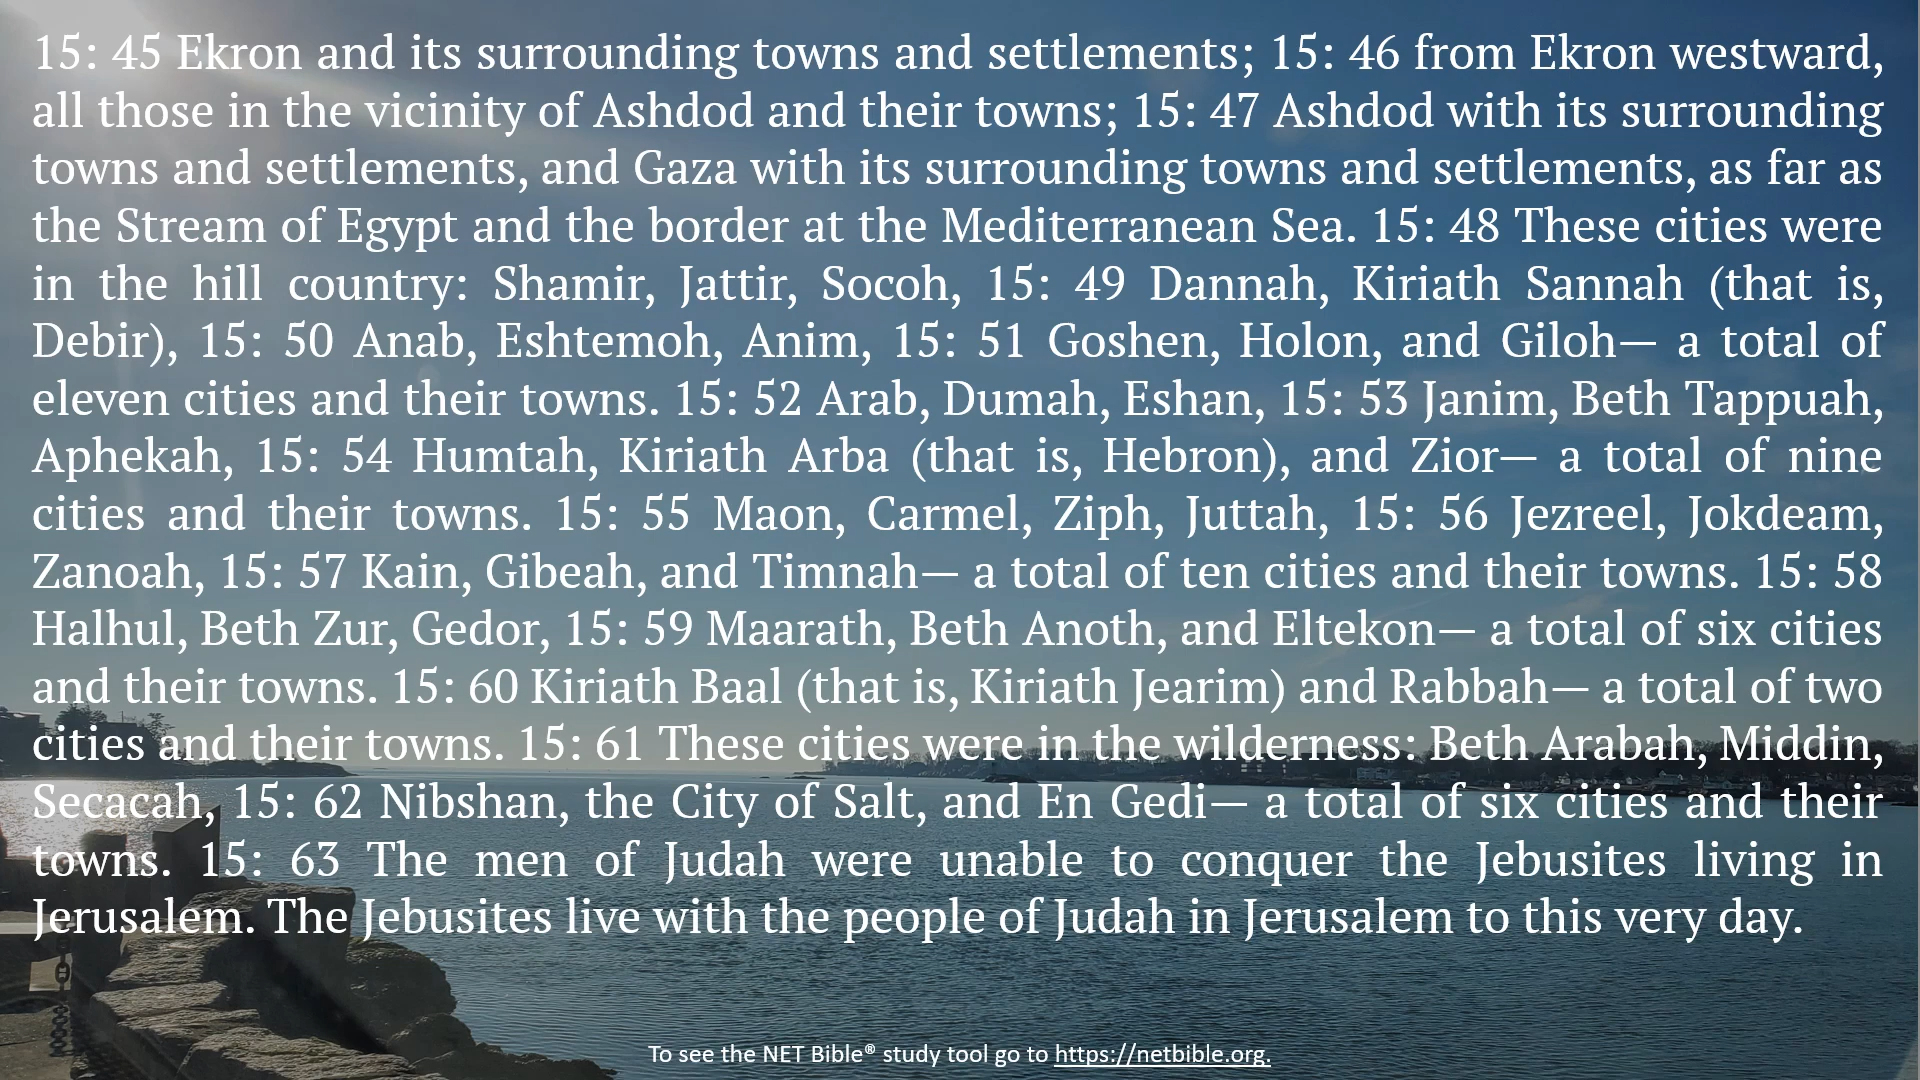 15: 45 Ekron and its surrounding towns and settlements; 15: 46 from Ekron westward,
all those in the vicinity of Ashdod and their towns; 15: 47 Ashdod with its surrounding
towns and settlements, and Gaza with its surrounding towns and settlements, as far as
the Stream of Egypt and the border at the Mediterranean Sea. 15: 48 These cities were
in the hill country: Shamir, Jattir, Socoh, 15: 49 Dannah, Kiriath Sannah (that is,
Debir), 15: 50 Anab, Eshtemoh, Anim, 15: 51 Goshen, Holon, and Giloh— a total of
eleven cities and their towns. 15: 52 Arab, Dumah, Eshan, 15: 53 Janim, Beth Tappuah,
Aphekah, 15: 54 Humtah, Kiriath Arba (that is, Hebron), and Zior— a total of nine
cities and their towns. 15: 55 Maon, Carmel, Ziph, Juttah, 15: 56 Jezreel, Jokdeam,
Zanoah, 15: 57 Kain, Gibeah, and Timnah— a total of ten cities and their towns. 15: 58
Halhul, Beth Zur, Gedor, 15: 59 Maarath, Beth Anoth, and Eltekon— a total of six cities
and their towns. 15: 60 Kiriath Baal (that is, Kiriath Jearim) and Rabbah— a total of two
cities and their towns. 15: 61 These cities were in the wilderness: Beth Arabah, Middin,
Secacah, 15: 62 Nibshan, the City of Salt, and En Gedi— a total of six cities and their
towns. 15: 63 The men of Judah were unable to conquer the Jebusites living in
Jerusalem. The Jebusites live with the people of Judah in Jerusalem to this very day.
To see the NET Bible® study tool go to https://netbible.org.